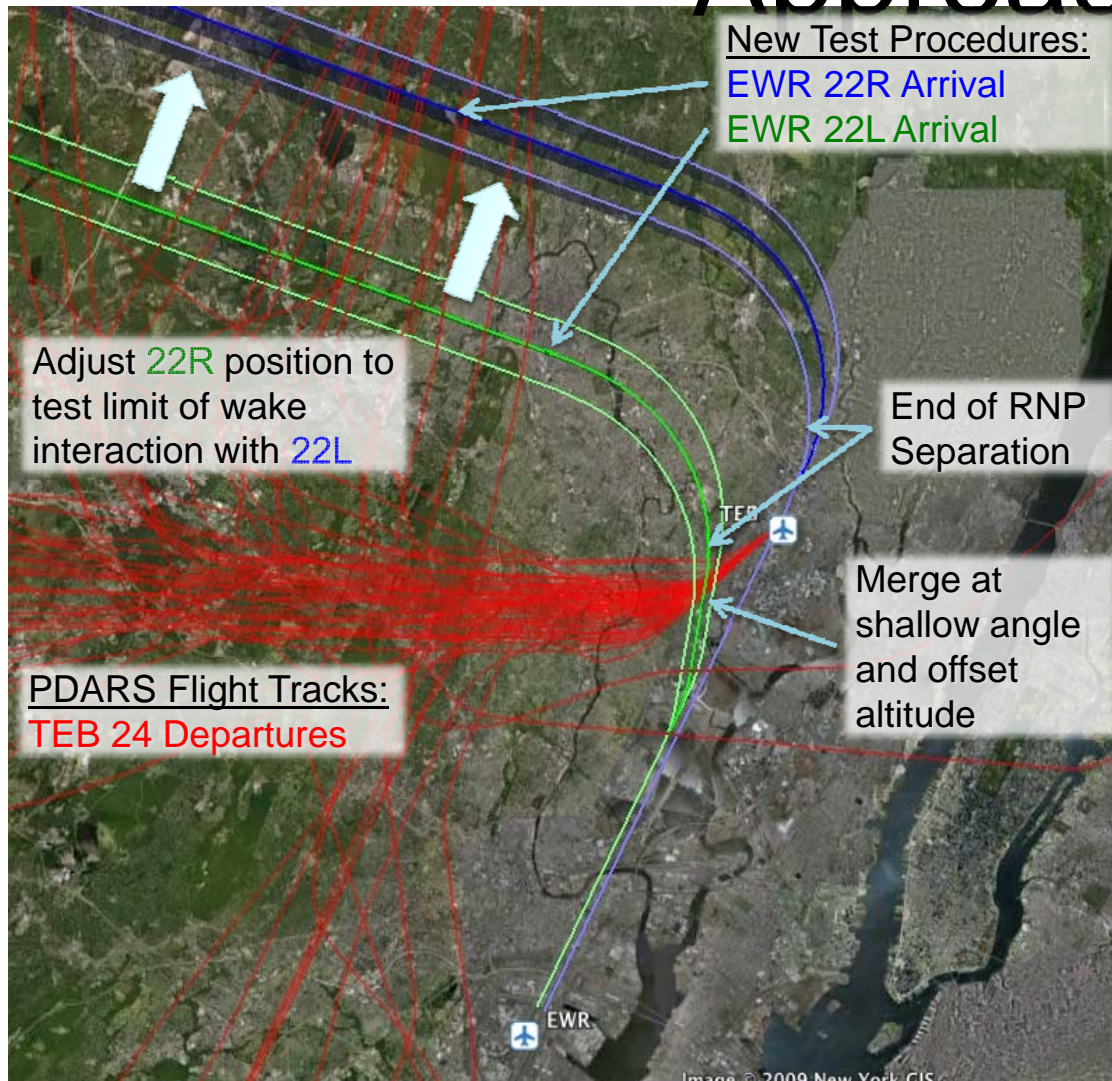 New Test Procedures:
EWR 22R Arrival
EWR 22L Arrival
Adjust 22R position to
test limit of wake
interaction with 22L
End of RNP
Separation
TEB
Merge at
shallow angle
and offset
altitude
PDARS Flight Tracks:
TEB 24 Departures
EWR
Image © 2009 New York GIS